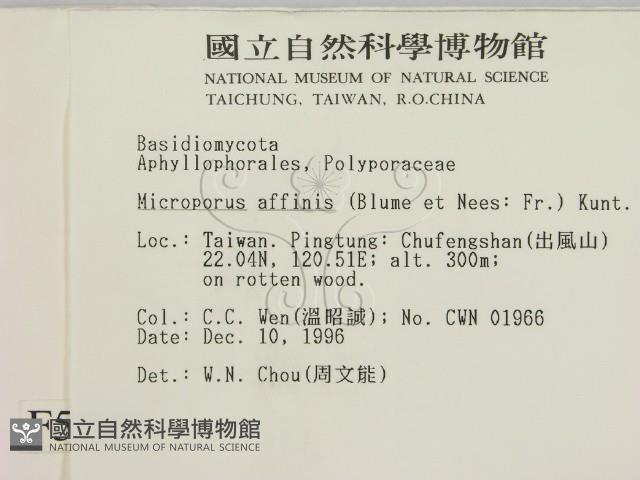 國立自然科學博物館
NATIONAL MUSEUM OF NATURAL SCIENCE
TAICHUNG, TAIWAN, R.O.CHINA
Basidiomycota
Aphyllophorales, Polyporaceae
Microporus affinis (Blume et Nees: Fr.) Kunt.
Loc.: Taiwan. Pingtung: Chufengshan(出風山)
22.04N, 120.51E; alt. 300m;
on rotten wood.
Col.: C.C. Wen(溫昭誠); No. CWN 01966
Date: Dec. 10, 1996
Det.: W.N. Chou(周文能)
國立自然科學博物館
NATIONAL MUSEUM OF NATURAL SCIENCE